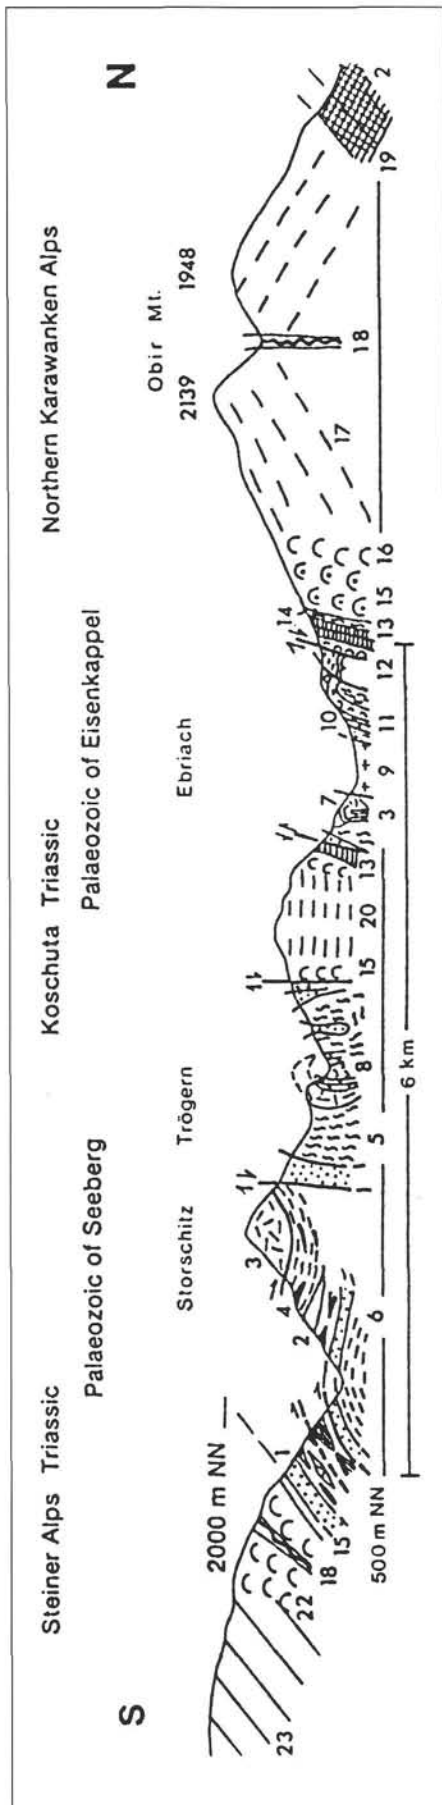 Steiner Alps Triassic Koschuta Triassic Northern Karawanken Alps
Palaeozoic of Seeberg Palaeozoic of Eisenkappel
S N
Obir Mt.
Storschitz Trögern Ebriach 2139 1948
2000 m NN
3
14
1
4
7 10
2
17 18
23 22 18 15 6 1 5 8 15 20 13 3 9 11 12 13 15 16 19 2
500 m NN
6 km